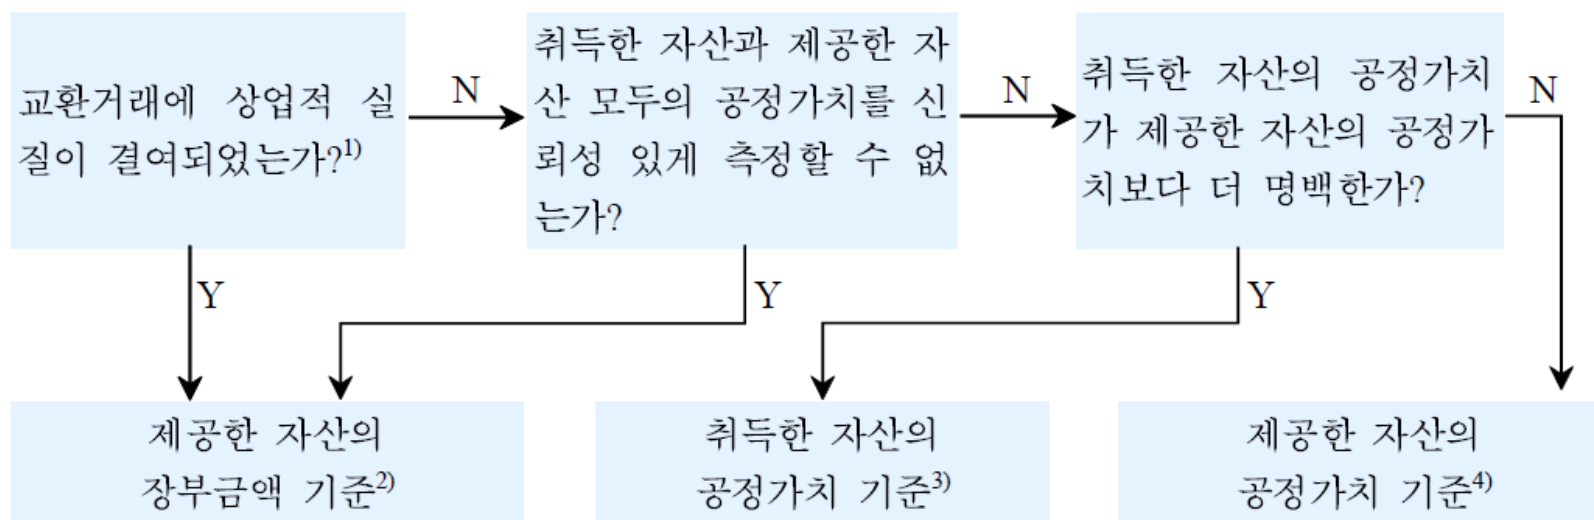 교환거래에 상업적 실
질이 결여되었는가?1)
N
취득한 자산과 제공한 자
산 모두의 공정가치를 신
뢰성 있게 측정할 수 없
는가?
N
취득한 자산의 공정가치
가 제공한 자산의 공정가
치보다 더 명백한가?
N
Y
Y
Y
제공한 자산의
장부금액 기준2)
취득한 자산의
공정가치 기준3)
제공한 자산의
공정가치 기준4)